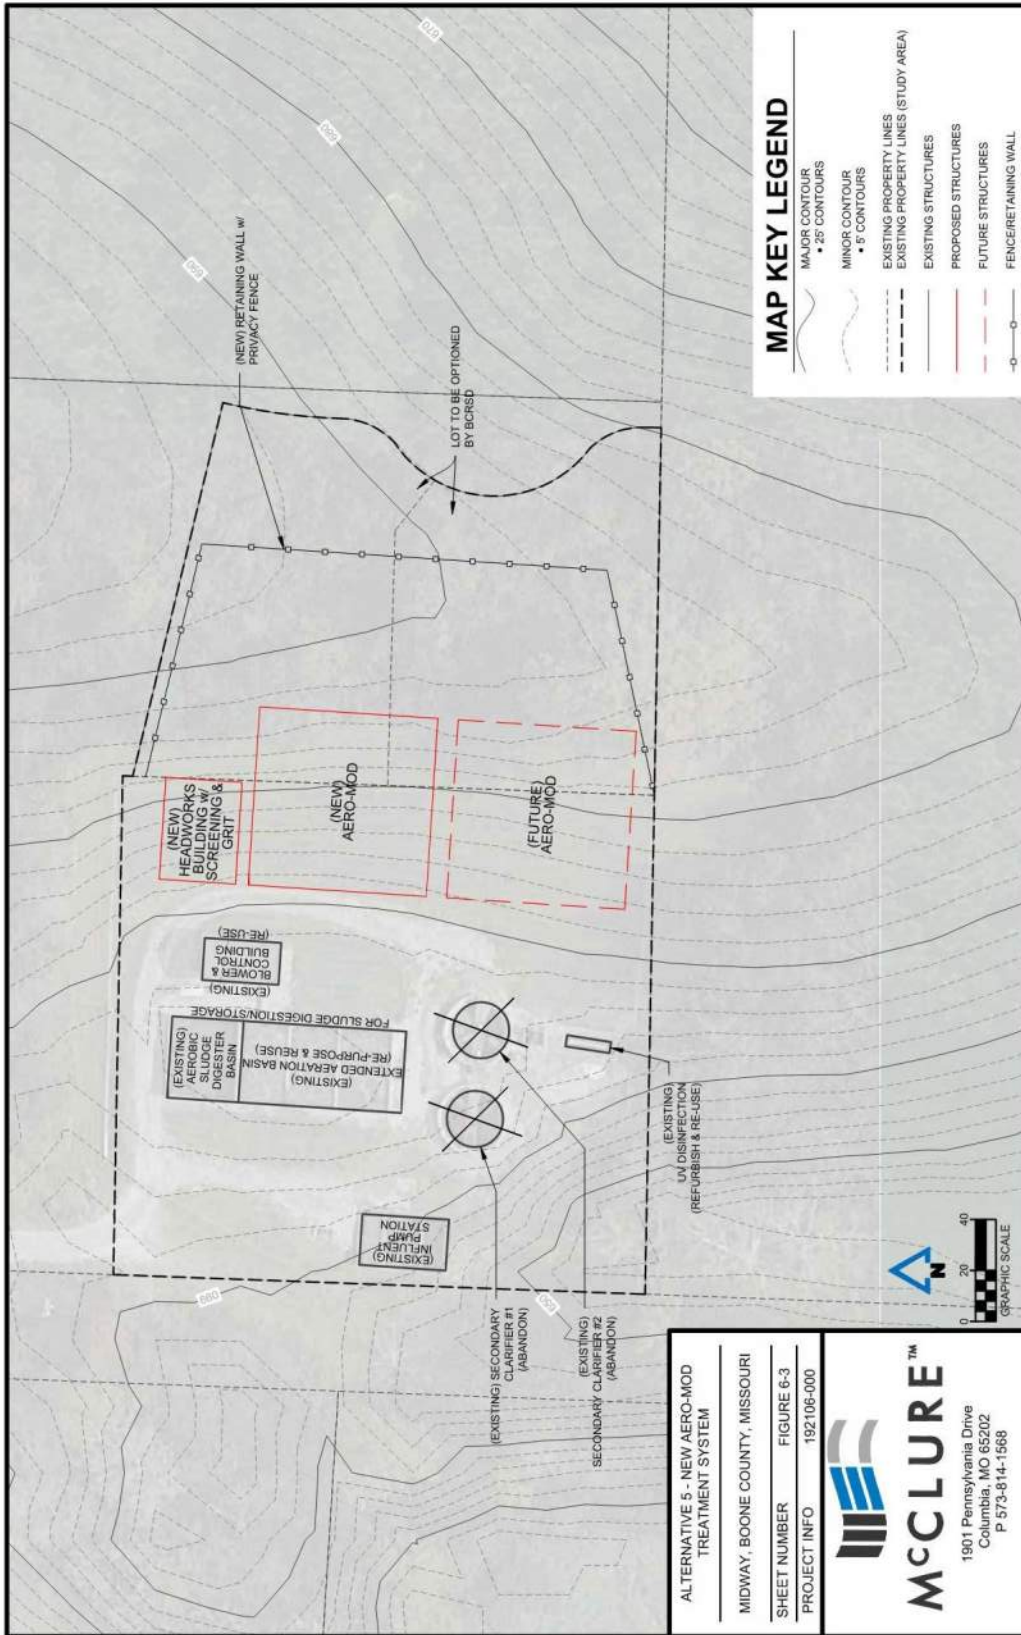 MAP KEY LEGEND
MAJOR CONTOUR
• 25' CONTOURS
MINOR CONTOUR
• 5' CONTOURS
EXISTING PROPERTY LINES
EXISTING PROPERTY LINES (STUDY AREA)
EXISTING STRUCTURES
PROPOSED STRUCTURES
FUTURE STRUCTURES
FENCE/RETAINING WALL
670
(NEW) RETAINING WALL w/
PRIVACY FENCE
LOT TO BE OPTIONED
BY BCRSD
(NEW)
HEADWORKS
BUILDING w/
SCREENING &
GRIT
(NEW)
AERO-MOD
(FUTURE)
AERO-MOD
(EXISTING)
BLOWER &
CONTROL
BUILDING
(RE-USE)
(EXISTING)
AEROBIC
SLUDGE
DIGESTER
BASIN
(EXISTING)
EXTENDED AERATION BASIN
(RE-PURPOSE & REUSE)
FOR SLUDGE DIGESTION/STORAGE
(EXISTING)
INFLUENT
PUMP
STATION
(EXISTING) SECONDARY
CLARIFIER #1
(ABANDON)
(EXISTING)
SECONDARY CLARIFIER #2
(ABANDON)
(EXISTING)
UV DISINFECTION
(REFURBISH & RE-USE)
N
0 20 40
GRAPHIC SCALE
ALTERNATIVE 5 - NEW AERO-MOD
TREATMENT SYSTEM
MIDWAY, BOONE COUNTY, MISSOURI
SHEET NUMBER FIGURE 6-3
PROJECT INFO 192106-000
McCLURE™
1901 Pennsylvania Drive
Columbia, MO 65202
P 573-814-1568